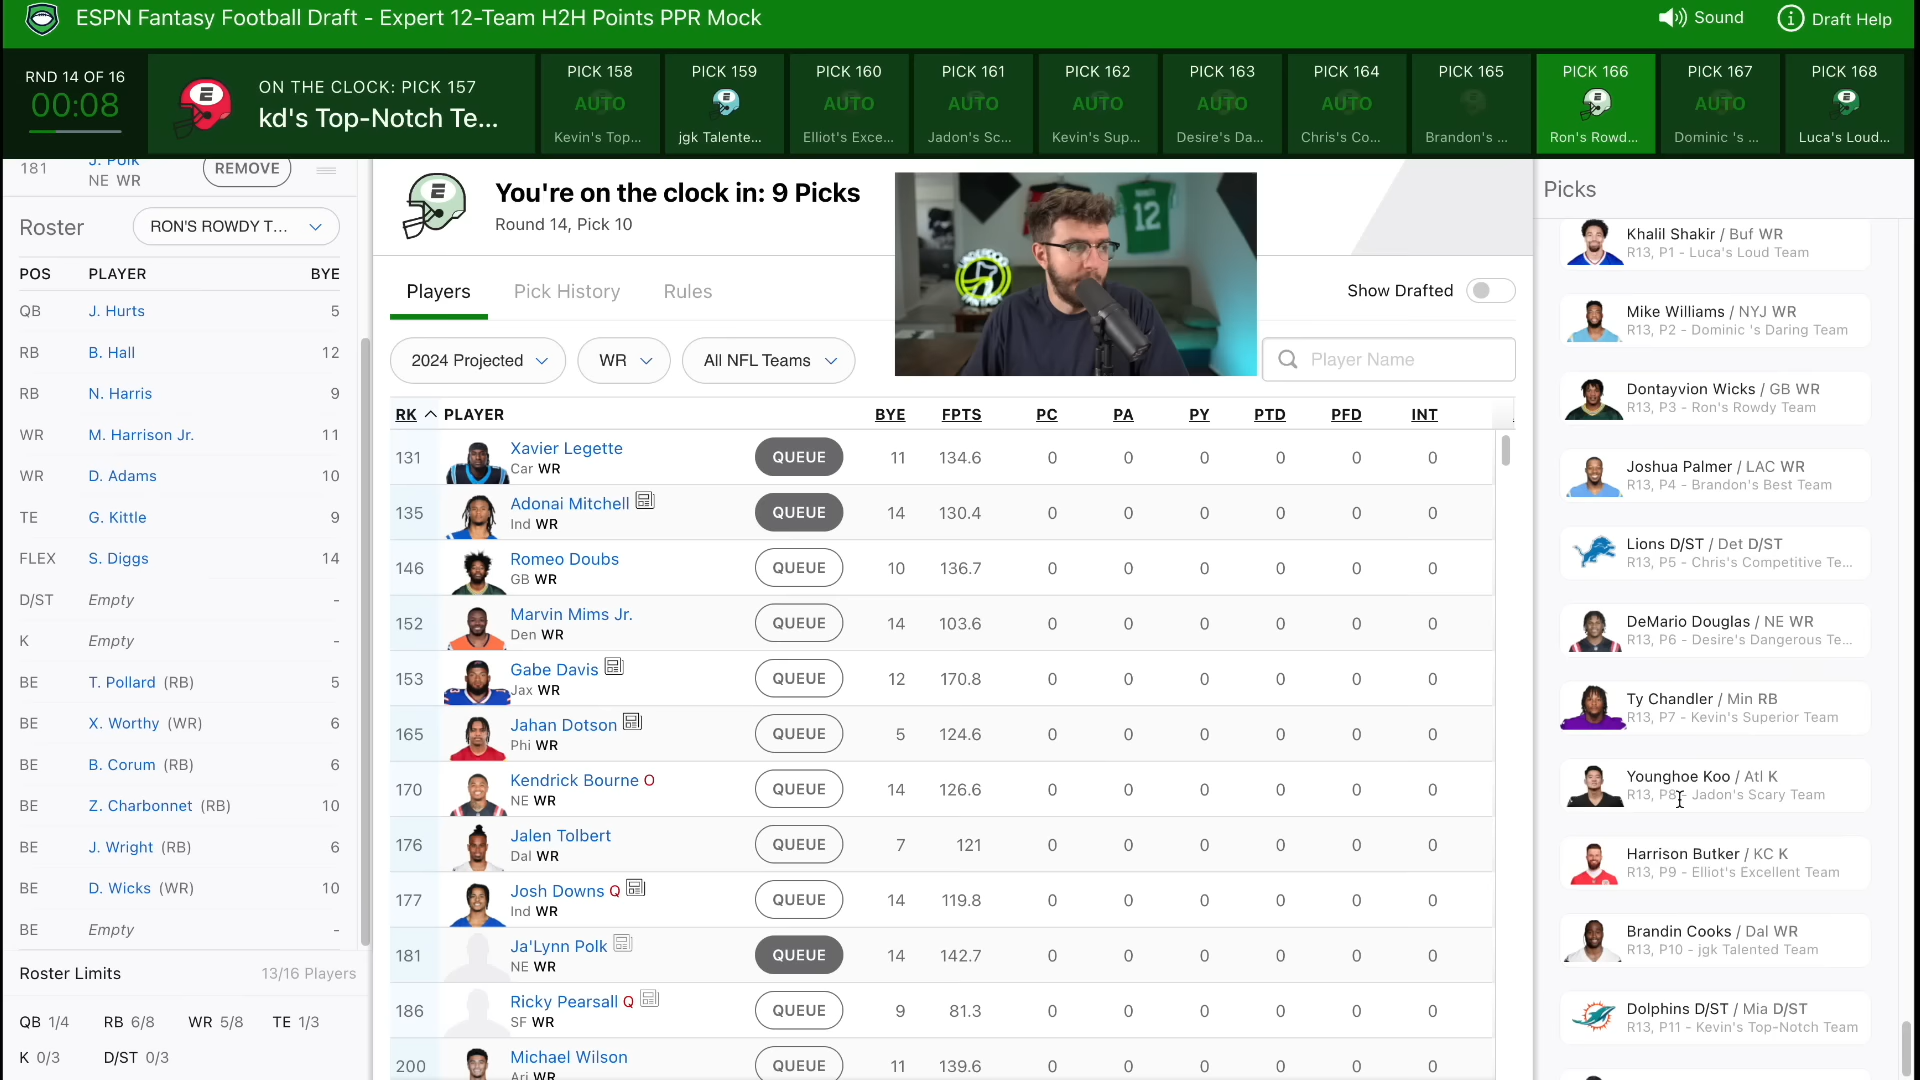 ESPN Fantasy Football Draft - Expert 12-Team H2H Points PPR Mock
Sound
Draft Help
RND 14 OF 16
00:08
ON THE CLOCK: PICK 157
kd's Top-Notch Te...
PICK 158
AUTO
Kevin's Top...
PICK 159
jgk Talente...
PICK 160
AUTO
Elliot's Exce...
PICK 161
AUTO
Jadon's Sc...
PICK 162
AUTO
Kevin's Sup...
PICK 163
AUTO
Desire's Da...
PICK 164
AUTO
Chris's Co...
PICK 165
Brandon's ...
PICK 166
Ron's Rowd...
PICK 167
AUTO
Dominic 's ...
PICK 168
Luca's Loud...
181
J. Polk
NE WR
REMOVE
Roster
RON'S ROWDY T...
POS PLAYER BYE
QB J. Hurts 5
RB B. Hall 12
RB N. Harris 9
WR M. Harrison Jr. 11
WR D. Adams 10
TE G. Kittle 9
FLEX S. Diggs 14
D/ST Empty -
K Empty -
BE T. Pollard (RB) 5
BE X. Worthy (WR) 6
BE B. Corum (RB) 6
BE Z. Charbonnet (RB) 10
BE J. Wright (RB) 6
BE D. Wicks (WR) 10
BE Empty -
Roster Limits 13/16 Players
QB 1/4 RB 6/8 WR 5/8 TE 1/3
K 0/3 D/ST 0/3
You're on the clock in: 9 Picks
Round 14, Pick 10
12
Players Pick History Rules
Show Drafted
2024 Projected WR All NFL Teams
Player Name
RK PLAYER BYE FPTS PC PA PY PTD PFD INT
131 Xavier Legette QUEUE 11 134.6 0 0 0 0 0 0
Car WR
135 Adonai Mitchell QUEUE 14 130.4 0 0 0 0 0 0
Ind WR
146 Romeo Doubs QUEUE 10 136.7 0 0 0 0 0 0
GB WR
152 Marvin Mims Jr. QUEUE 14 103.6 0 0 0 0 0 0
Den WR
153 Gabe Davis QUEUE 12 170.8 0 0 0 0 0 0
Jax WR
165 Jahan Dotson QUEUE 5 124.6 0 0 0 0 0 0
Phi WR
170 Kendrick Bourne O QUEUE 14 126.6 0 0 0 0 0 0
NE WR
176 Jalen Tolbert QUEUE 7 121 0 0 0 0 0 0
Dal WR
177 Josh Downs Q QUEUE 14 119.8 0 0 0 0 0 0
Ind WR
181 Ja'Lynn Polk QUEUE 14 142.7 0 0 0 0 0 0
NE WR
186 Ricky Pearsall Q QUEUE 9 81.3 0 0 0 0 0 0
SF WR
200 Michael Wilson QUEUE 11 139.6 0 0 0 0 0 0
Ari WR
Picks
Khalil Shakir / Buf WR
R13, P1 - Luca's Loud Team
Mike Williams / NYJ WR
R13, P2 - Dominic 's Daring Team
Dontayvion Wicks / GB WR
R13, P3 - Ron's Rowdy Team
Joshua Palmer / LAC WR
R13, P4 - Brandon's Best Team
Lions D/ST / Det D/ST
R13, P5 - Chris's Competitive Te...
DeMario Douglas / NE WR
R13, P6 - Desire's Dangerous Te...
Ty Chandler / Min RB
R13, P7 - Kevin's Superior Team
Younghoe Koo / Atl K
R13, P8 - Jadon's Scary Team
Harrison Butker / KC K
R13, P9 - Elliot's Excellent Team
Brandin Cooks / Dal WR
R13, P10 - jgk Talented Team
Dolphins D/ST / Mia D/ST
R13, P11 - Kevin's Top-Notch Team